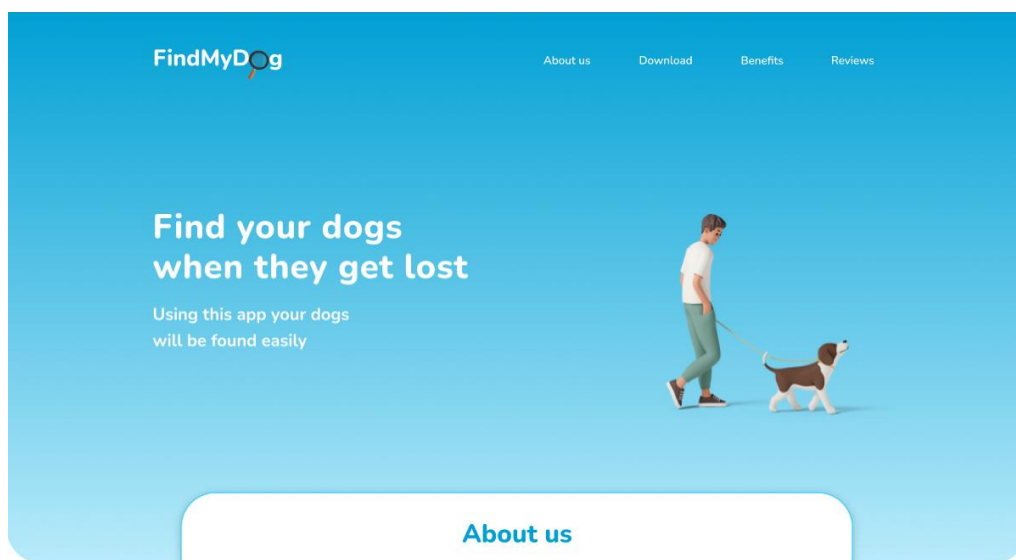 FindMyDog
About us
Download
Benefits
Reviews
Find your dogs
when they get lost
Using this app your dogs
will be found easily
About us